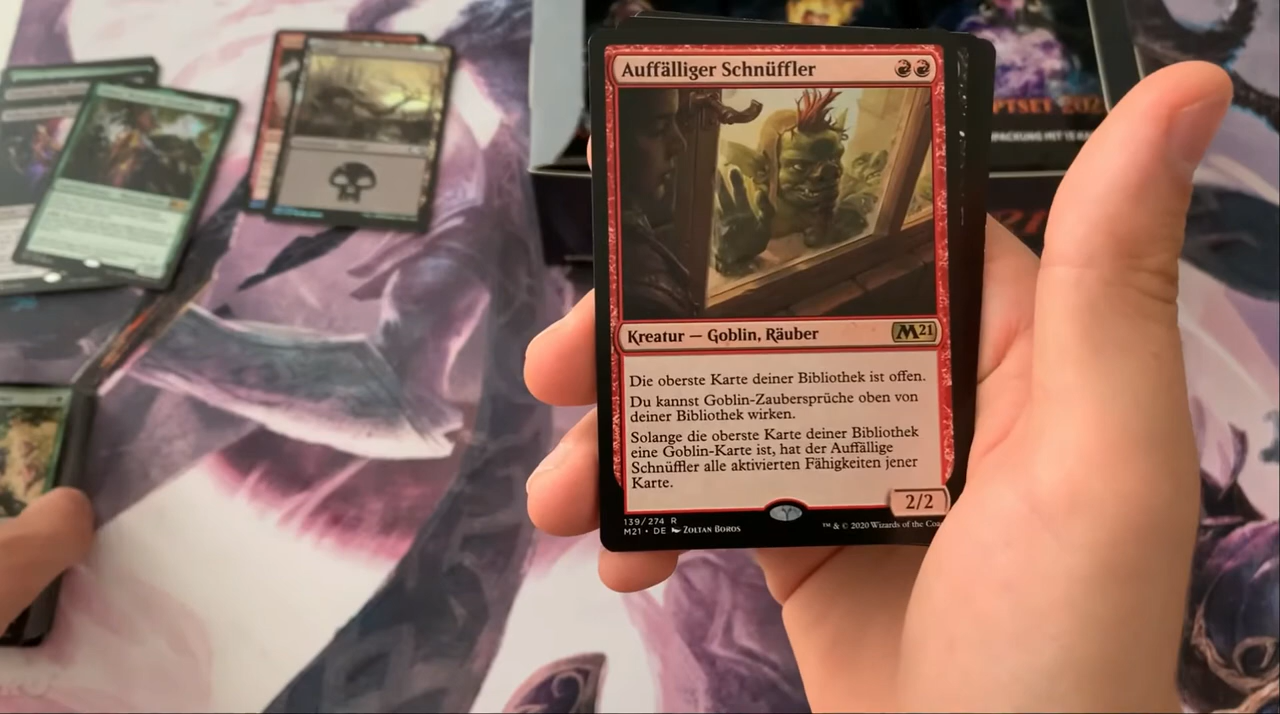 Auffälliger Schnüffler
Kreatur — Goblin, Räuber
M21
Die oberste Karte deiner Bibliothek ist offen.
Du kannst Goblin-Zaubersprüche oben von
deiner Bibliothek wirken.
Solange die oberste Karte deiner Bibliothek
eine Goblin-Karte ist, hat der Auffällige
Schnüffler alle aktivierten Fähigkeiten jener
Karte.
2/2
139/274 R
M21 • DE ZOLTAN BOROS
™ & © 2020 Wizards of the Coa